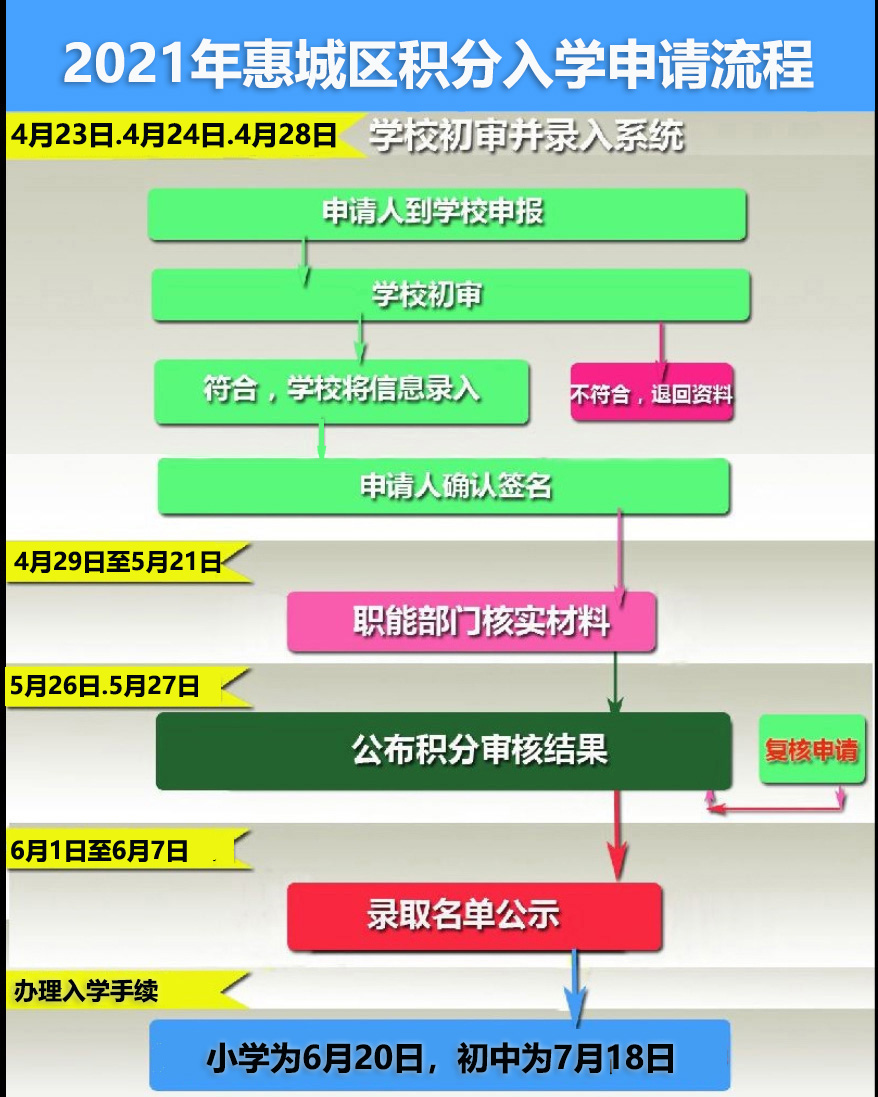 2021年惠城区积分入学申请流程
4月23日.4月24日.4月28日
学校初审并录入系统
申请人到学校申报
学校初审
符合，学校将信息录入
不符合，退回资料
申请人确认签名
4月29日至5月21日
职能部门核实材料
5月26日.5月27日
公布积分审核结果
复核申请
6月1日至6月7日
录取名单公示
办理入学手续
小学为6月20日，初中为7月18日